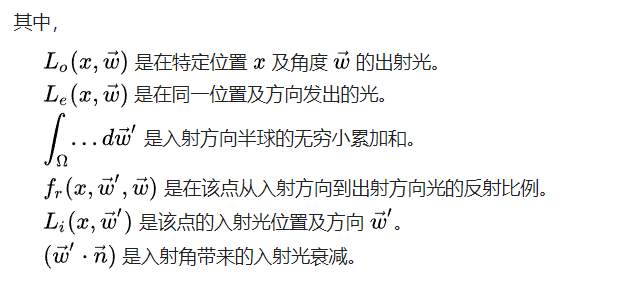 其中，
L_o(x, \vec{w}) 是在特定位置 x 及角度 \vec{w} 的出射光。
L_e(x, \vec{w}) 是在同一位置及方向发出的光。
\int_Ω ... d\vec{w}' 是入射方向半球的无穷小累加和。
f_r(x, \vec{w}', \vec{w}) 是在该点从入射方向到出射方向光的反射比例。
L_i(x, \vec{w}') 是该点的入射光位置及方向 \vec{w}'。
(\vec{w}' · \vec{n}) 是入射角带来的入射光衰减。